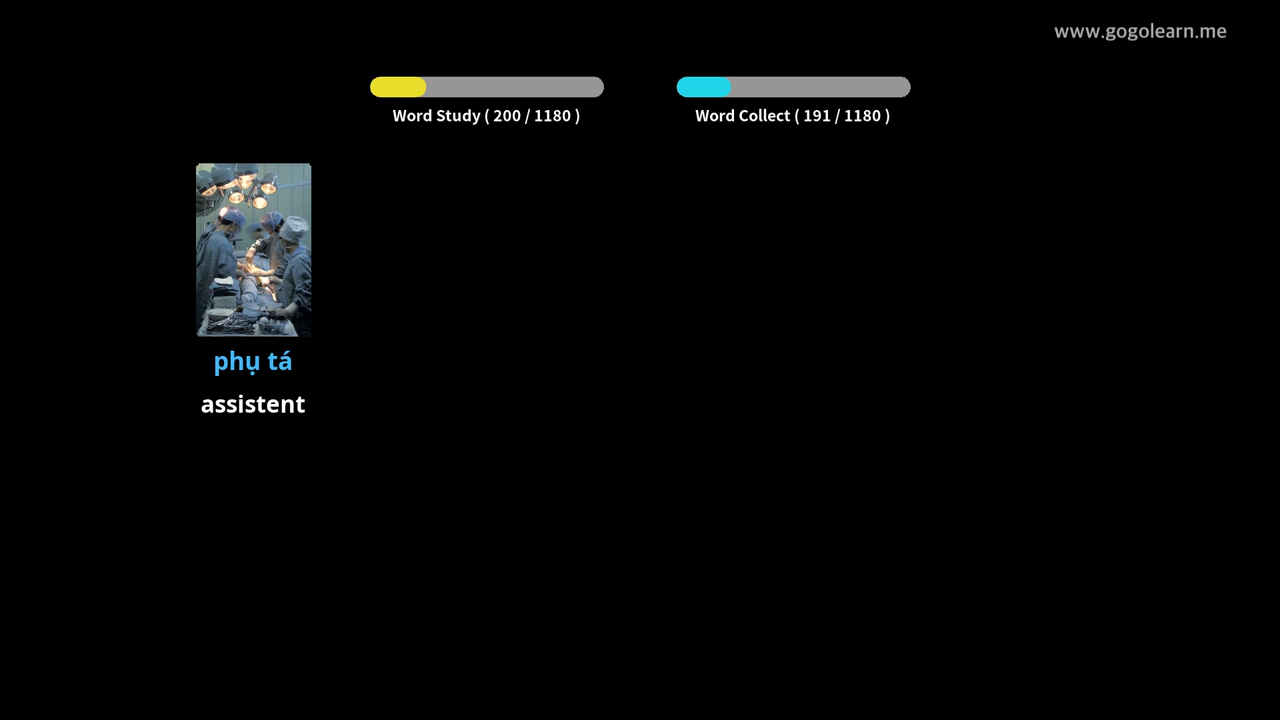 www.gogolearn.me
Word Study ( 200 / 1180 )
Word Collect ( 191 / 1180 )
phụ tá
assistent